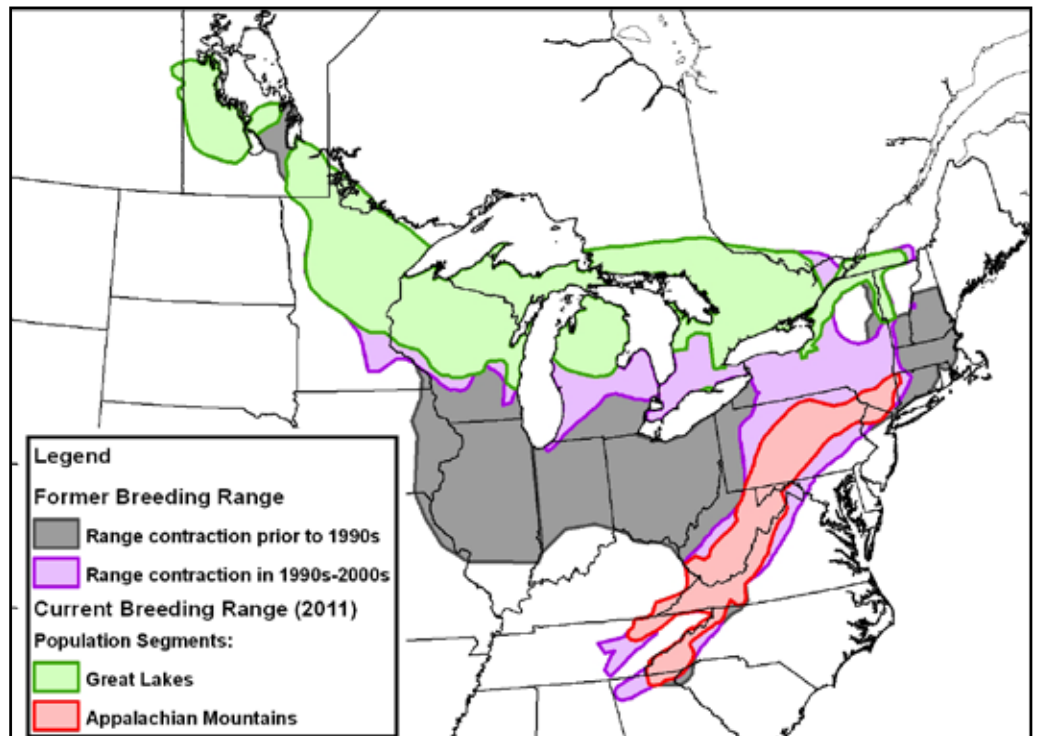 Legend
Former Breeding Range
Range contraction prior to 1990s
Range contraction in 1990s-2000s
Current Breeding Range (2011)
Population Segments:
Great Lakes
Appalachian Mountains